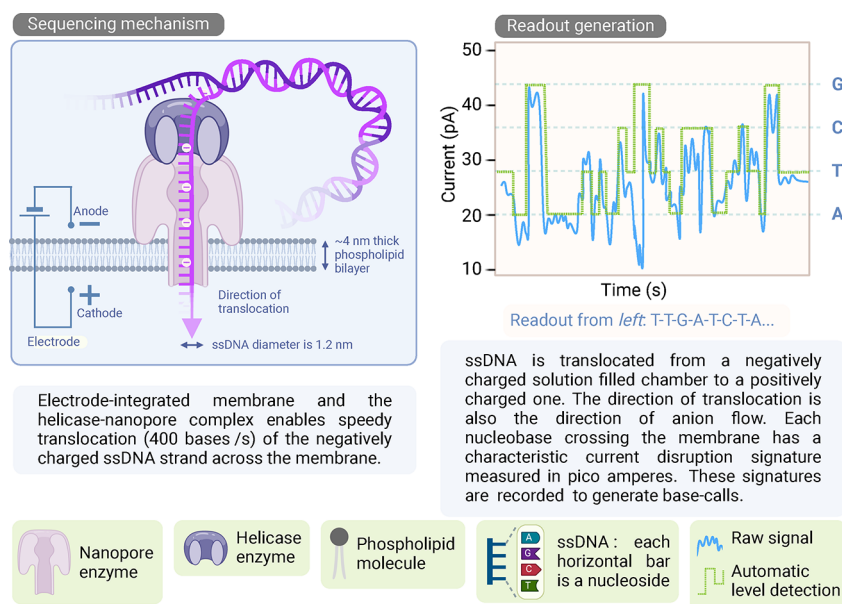 Sequencing mechanism
Anode
~4 nm thick
phospholipid
bilayer
Cathode
Direction of
translocation
Electrode
ssDNA diameter is 1.2 nm
Electrode-integrated membrane and the
helicase-nanopore complex enables speedy
translocation (400 bases /s) of the negatively
charged ssDNA strand across the membrane.
Readout generation
50
40
30
20
10
Current (pA)
G
C
T
A
Time (s)
Readout from left: T-T-G-A-T-C-T-A...
ssDNA is translocated from a negatively
charged solution filled chamber to a positively
charged one. The direction of translocation is
also the direction of anion flow. Each
nucleobase crossing the membrane has a
characteristic current disruption signature
measured in pico amperes. These signatures
are recorded to generate base-calls.
Nanopore
enzyme
Helicase
enzyme
Phospholipid
molecule
A
G
C
T
ssDNA : each
horizontal bar
is a nucleoside
Raw signal
Automatic
level detection